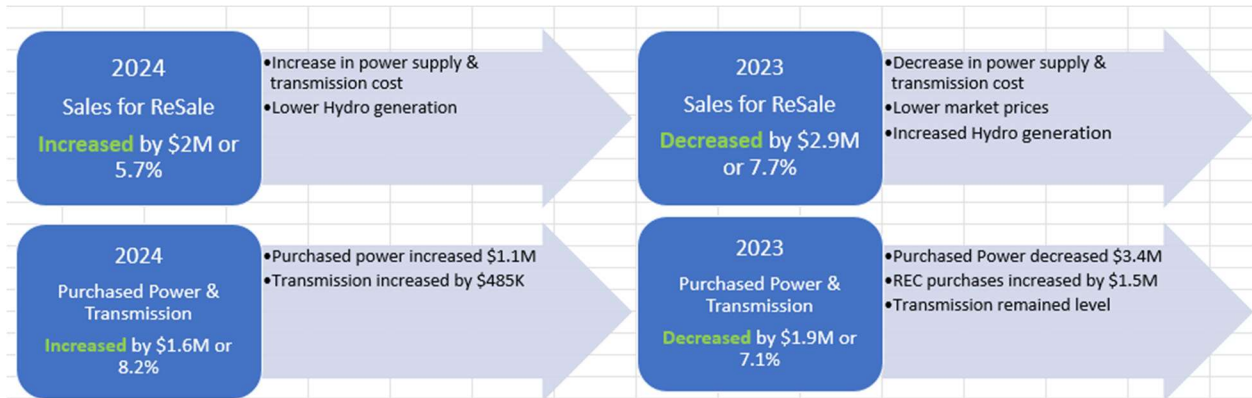 2024
Sales for ReSale
Increased by $2M or
5.7%
•Increase in power supply &
transmission cost
•Lower Hydro generation
2023
Sales for ReSale
Decreased by $2.9M
or 7.7%
•Decrease in power supply &
transmission cost
•Lower market prices
•Increased Hydro generation
2024
Purchased Power &
Transmission
Increased by $1.6M or
8.2%
•Purchased power increased $1.1M
•Transmission increased by $485K
2023
Purchased Power &
Transmission
Decreased by $1.9M or
7.1%
•Purchased Power decreased $3.4M
•REC purchases increased by $1.5M
•Transmission remained level